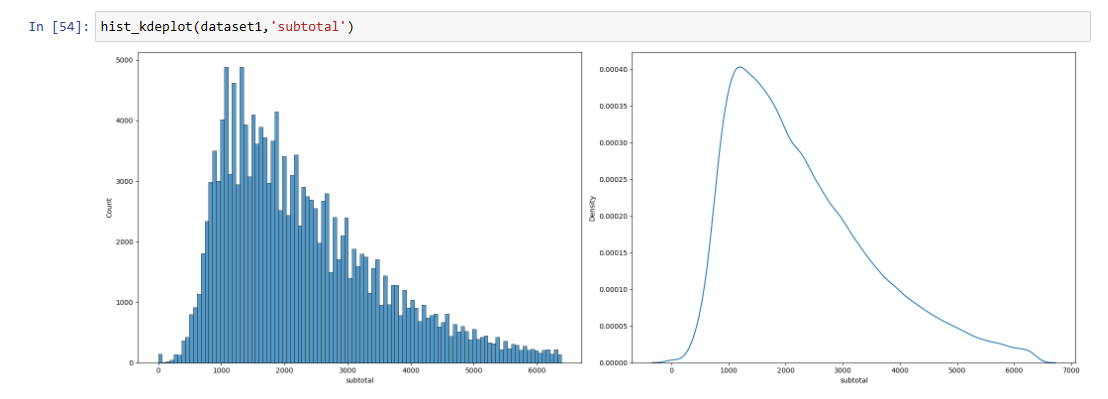 In [54]: hist_kdeplot(dataset1,'subtotal')
5000
4000
3000
2000
1000
0
Count
0 1000 2000 3000 4000 5000 6000
subtotal
0.00040
0.00035
0.00030
0.00025
0.00020
0.00015
0.00010
0.00005
0.00000
Density
0 1000 2000 3000 4000 5000 6000 7000
subtotal